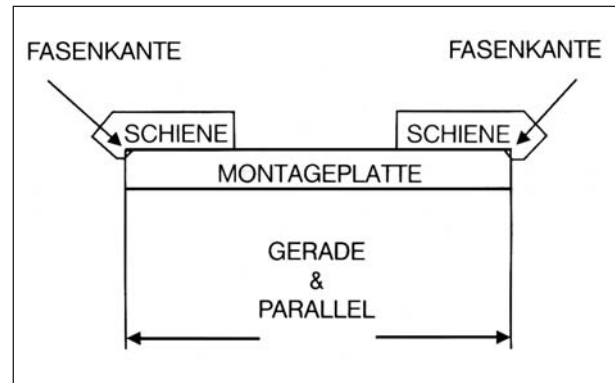 FASENKANTE
FASENKANTE
SCHIENE
SCHIENE
MONTAGEPLATTE
GERADE
&
PARALLEL